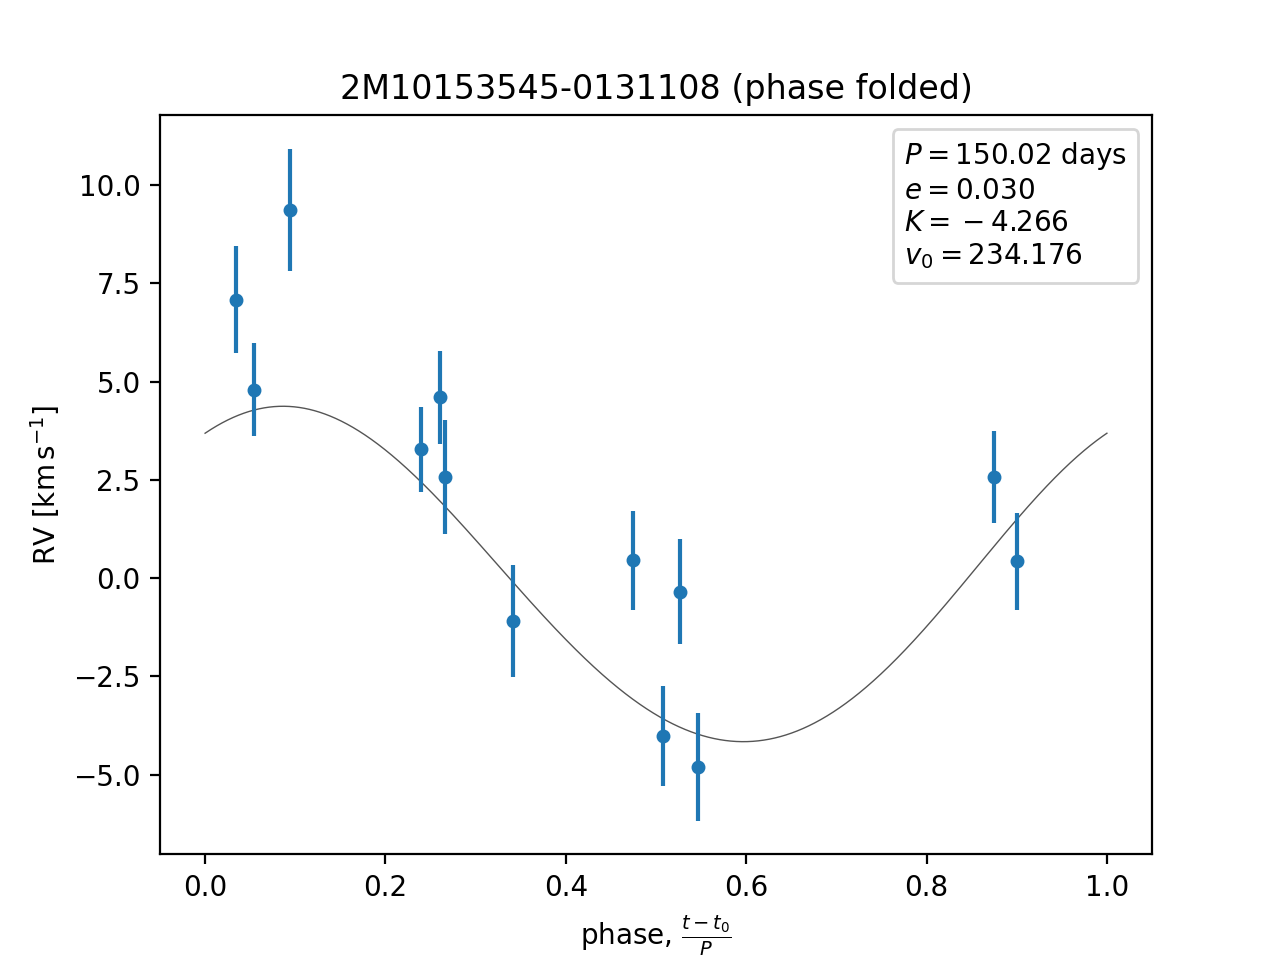 2M10153545-0131108 (phase folded)
P = 150.02 days
e = 0.030
K = −4.266
v₀ = 234.176
RV [km s⁻¹]
10.0
7.5
5.0
2.5
0.0
−2.5
−5.0
0.0 0.2 0.4 0.6 0.8 1.0
phase, (t − t₀)/P